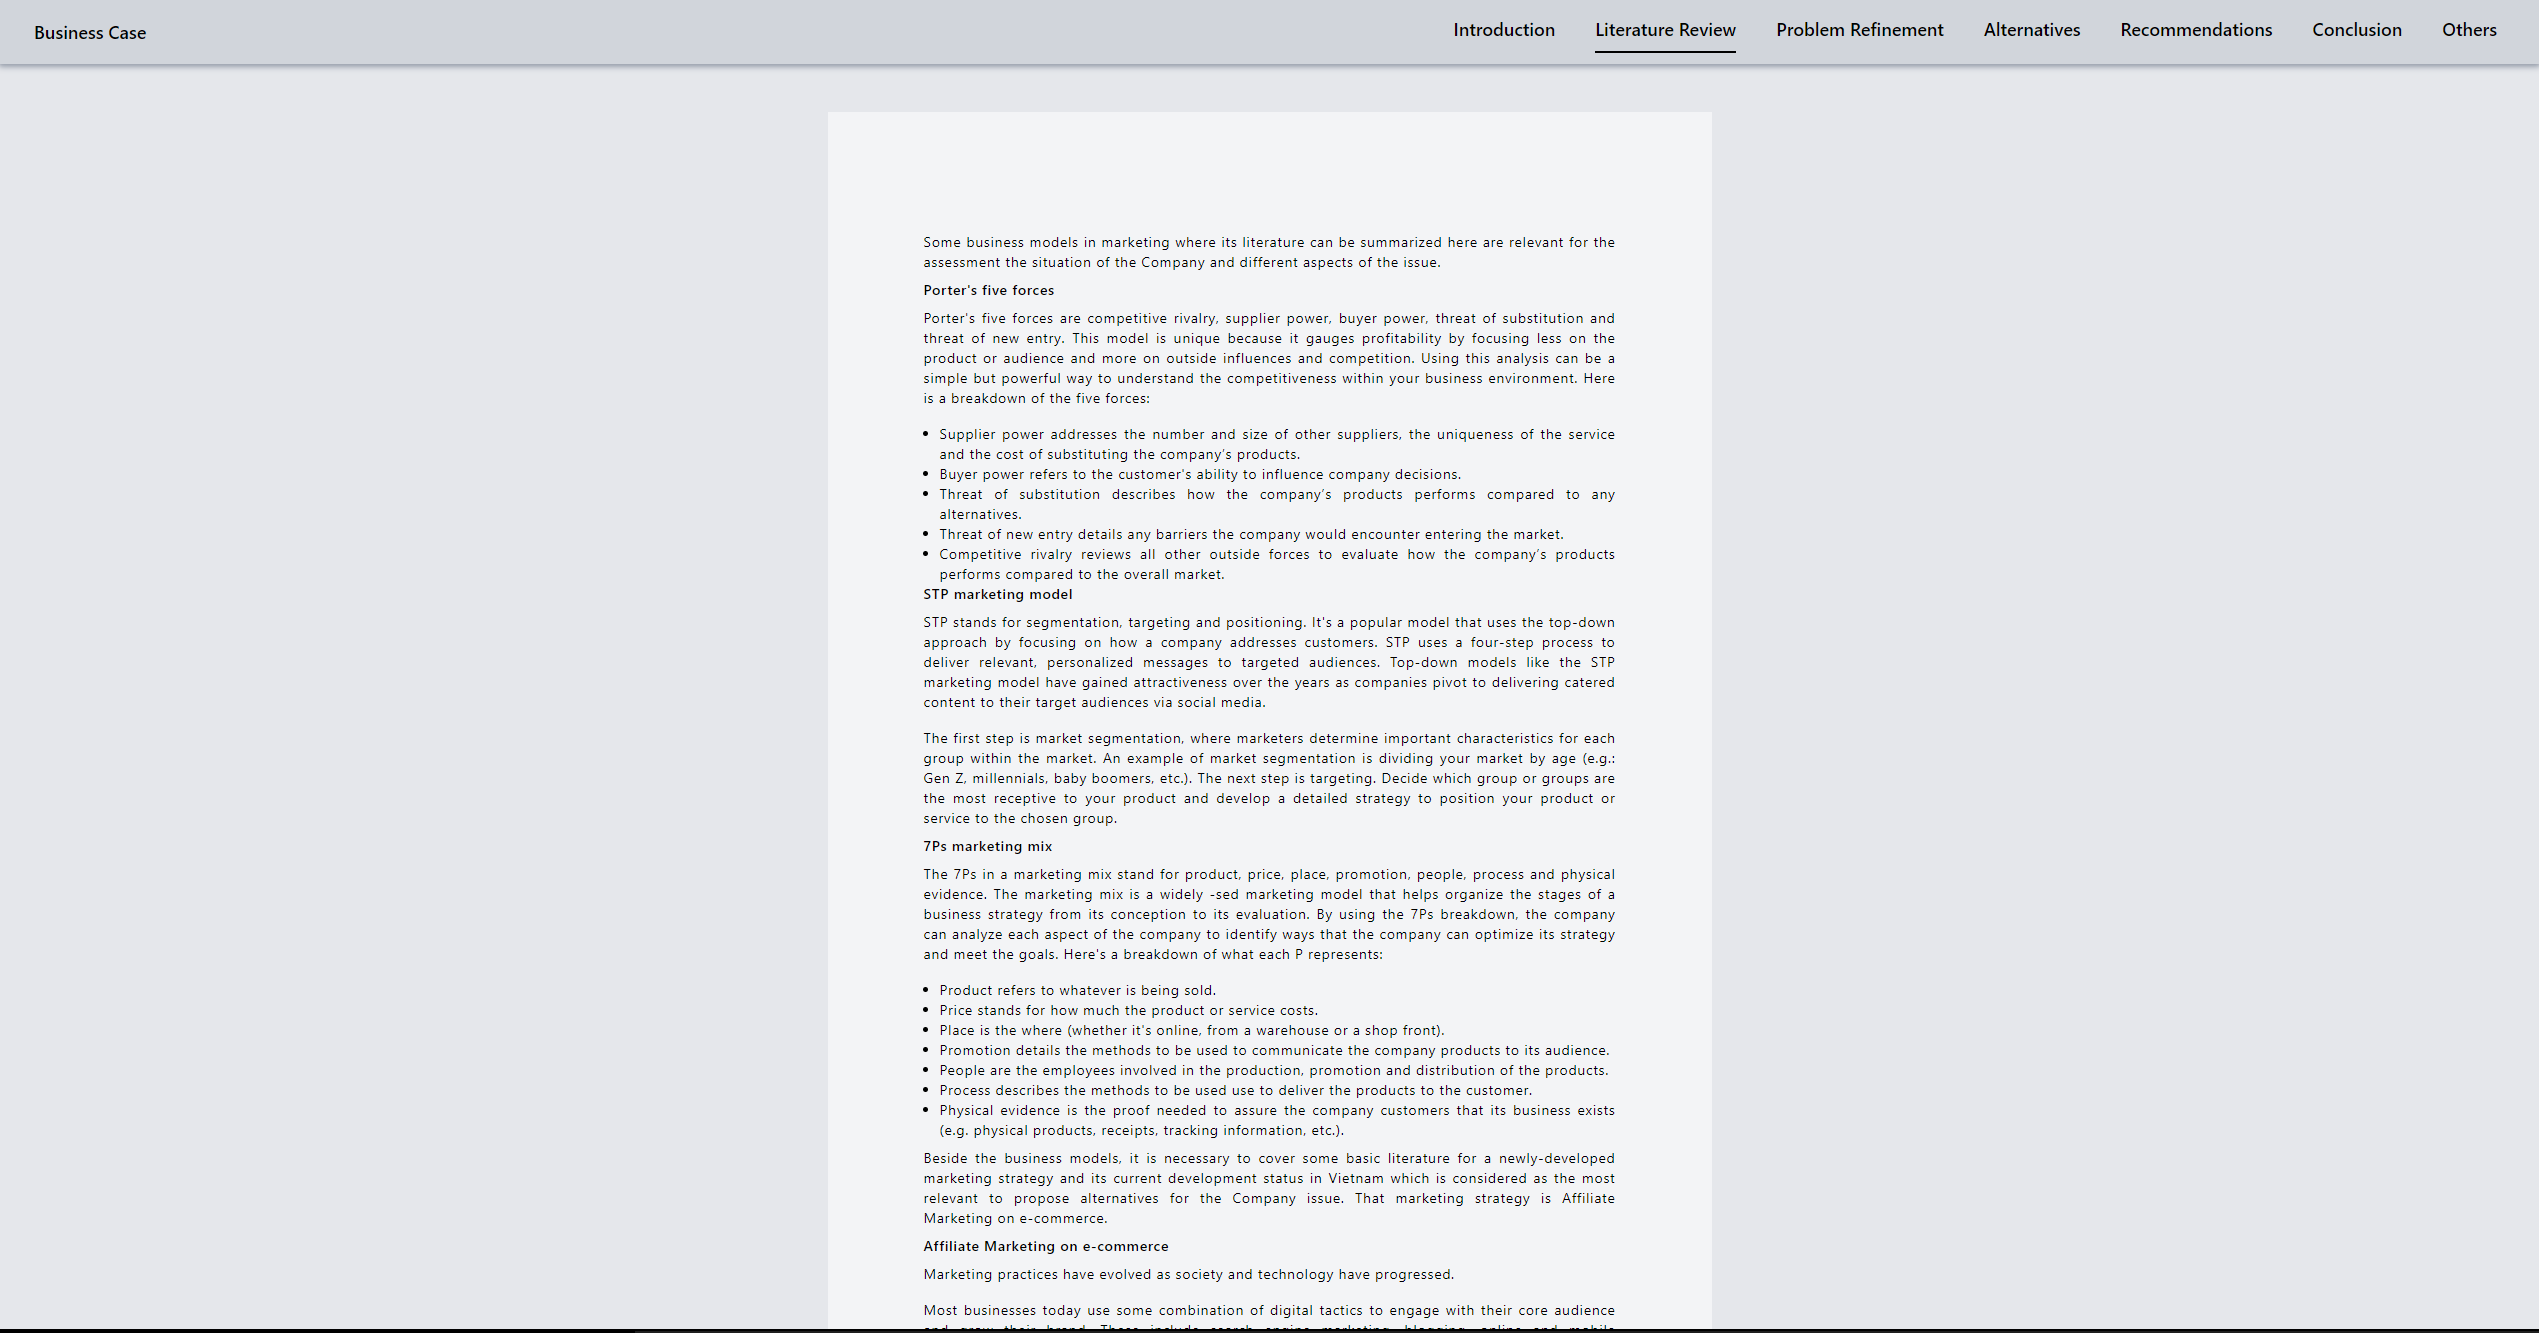 Business Case
Introduction
Literature Review
Problem Refinement
Alternatives
Recommendations
Conclusion
Others
Some business models in marketing where its literature can be summarized here are relevant for the
assessment the situation of the Company and different aspects of the issue.
Porter's five forces
Porter's five forces are competitive rivalry, supplier power, buyer power, threat of substitution and
threat of new entry. This model is unique because it gauges profitability by focusing less on the
product or audience and more on outside influences and competition. Using this analysis can be a
simple but powerful way to understand the competitiveness within your business environment. Here
is a breakdown of the five forces:
• Supplier power addresses the number and size of other suppliers, the uniqueness of the service
and the cost of substituting the company's products.
• Buyer power refers to the customer's ability to influence company decisions.
• Threat of substitution describes how the company's products performs compared to any
alternatives.
• Threat of new entry details any barriers the company would encounter entering the market.
• Competitive rivalry reviews all other outside forces to evaluate how the company's products
performs compared to the overall market.
STP marketing model
STP stands for segmentation, targeting and positioning. It's a popular model that uses the top-down
approach by focusing on how a company addresses customers. STP uses a four-step process to
deliver relevant, personalized messages to targeted audiences. Top-down models like the STP
marketing model have gained attractiveness over the years as companies pivot to delivering catered
content to their target audiences via social media.
The first step is market segmentation, where marketers determine important characteristics for each
group within the market. An example of market segmentation is dividing your market by age (e.g.:
Gen Z, millennials, baby boomers, etc.). The next step is targeting. Decide which group or groups are
the most receptive to your product and develop a detailed strategy to position your product or
service to the chosen group.
7Ps marketing mix
The 7Ps in a marketing mix stand for product, price, place, promotion, people, process and physical
evidence. The marketing mix is a widely -sed marketing model that helps organize the stages of a
business strategy from its conception to its evaluation. By using the 7Ps breakdown, the company
can analyze each aspect of the company to identify ways that the company can optimize its strategy
and meet the goals. Here's a breakdown of what each P represents:
• Product refers to whatever is being sold.
• Price stands for how much the product or service costs.
• Place is the where (whether it's online, from a warehouse or a shop front).
• Promotion details the methods to be used to communicate the company products to its audience.
• People are the employees involved in the production, promotion and distribution of the products.
• Process describes the methods to be used use to deliver the products to the customer.
• Physical evidence is the proof needed to assure the company customers that its business exists
(e.g. physical products, receipts, tracking information, etc.).
Beside the business models, it is necessary to cover some basic literature for a newly-developed
marketing strategy and its current development status in Vietnam which is considered as the most
relevant to propose alternatives for the Company issue. That marketing strategy is Affiliate
Marketing on e-commerce.
Affiliate Marketing on e-commerce
Marketing practices have evolved as society and technology have progressed.
Most businesses today use some combination of digital tactics to engage with their core audience
and grow their brand. These include search engine marketing, blogging, online and mobile